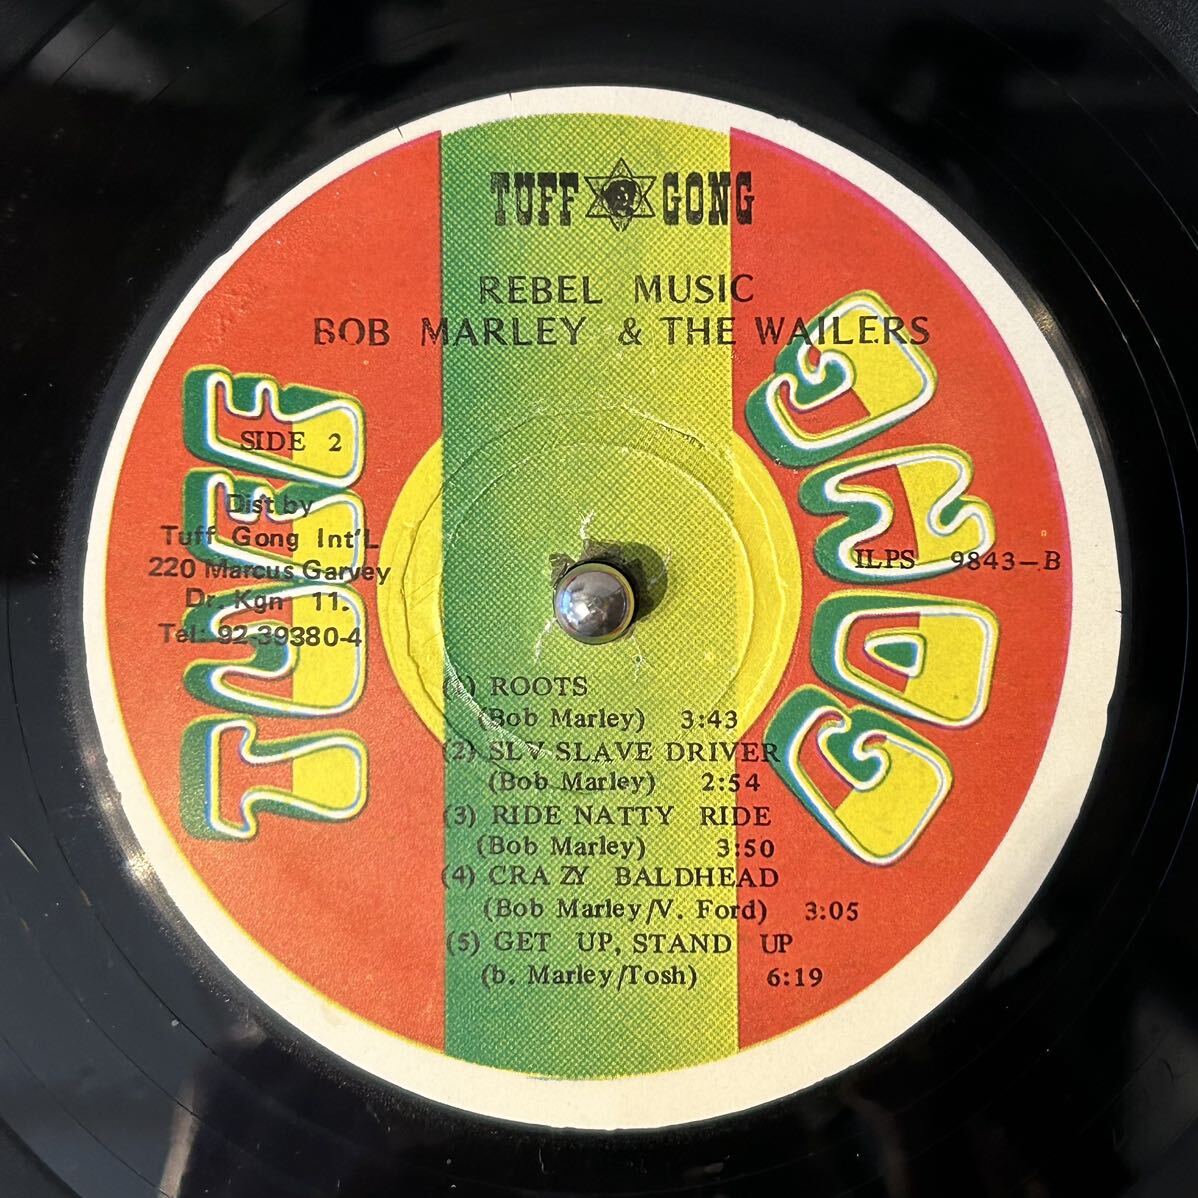 TUFF GONG
REBEL MUSIC
BOB MARLEY & THE WAILERS
TUFF
GONG
SIDE 2
Dist.by
Tuff Gong Int'L
220 Marcus Garvey
Dr. Kgn 11.
Tel: 92-39380-4
ILPS 9843-B
(1) ROOTS
(Bob Marley) 3:43
(2) SLV SLAVE DRIVER
(Bob Marley) 2:54
(3) RIDE NATTY RIDE
(Bob Marley) 3:50
(4) CRA ZY BALDHEAD
(Bob Marley/V. Ford) 3:05
(5) GET UP, STAND UP
(b. Marley/Tosh) 6:19